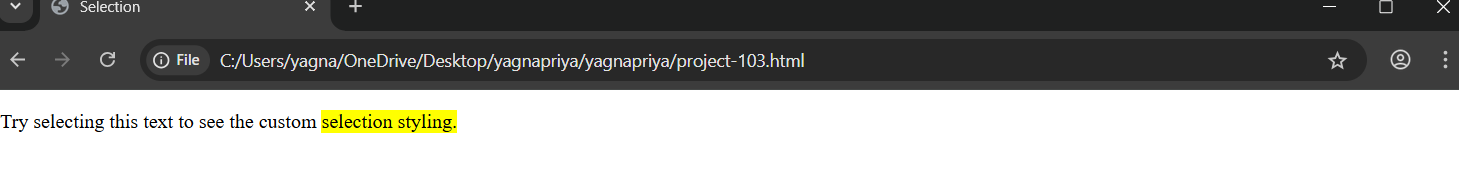 Selection
File C:/Users/yagna/OneDrive/Desktop/yagnapriya/yagnapriya/project-103.html
Try selecting this text to see the custom selection styling.